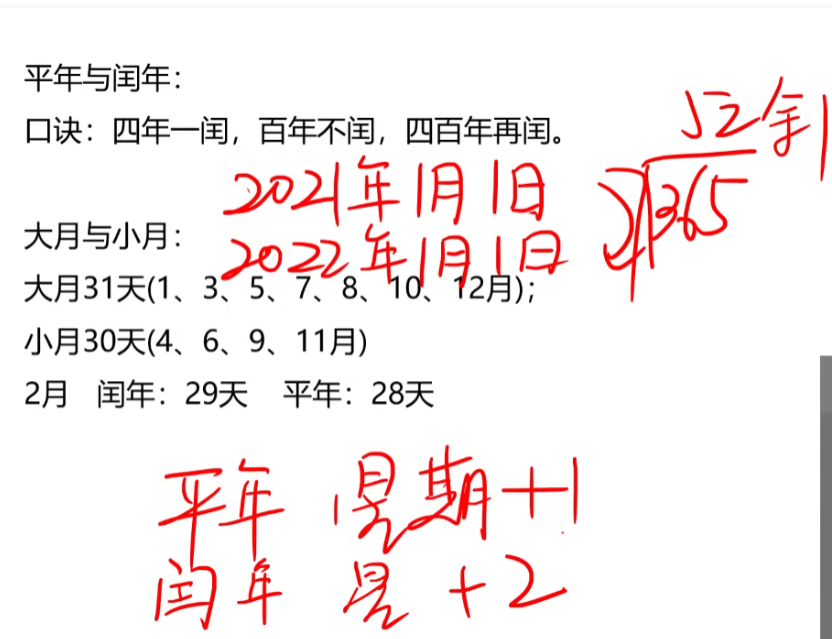 平年与闰年：
口诀：四年一闰，百年不闰，四百年再闰。
52余1
7 365
2021年1月1日
2022年1月1日
大月与小月：
大月31天(1、3、5、7、8、10、12月)；
小月30天(4、6、9、11月)
2月 闰年：29天 平年：28天
平年 星期+1
闰年 星+2